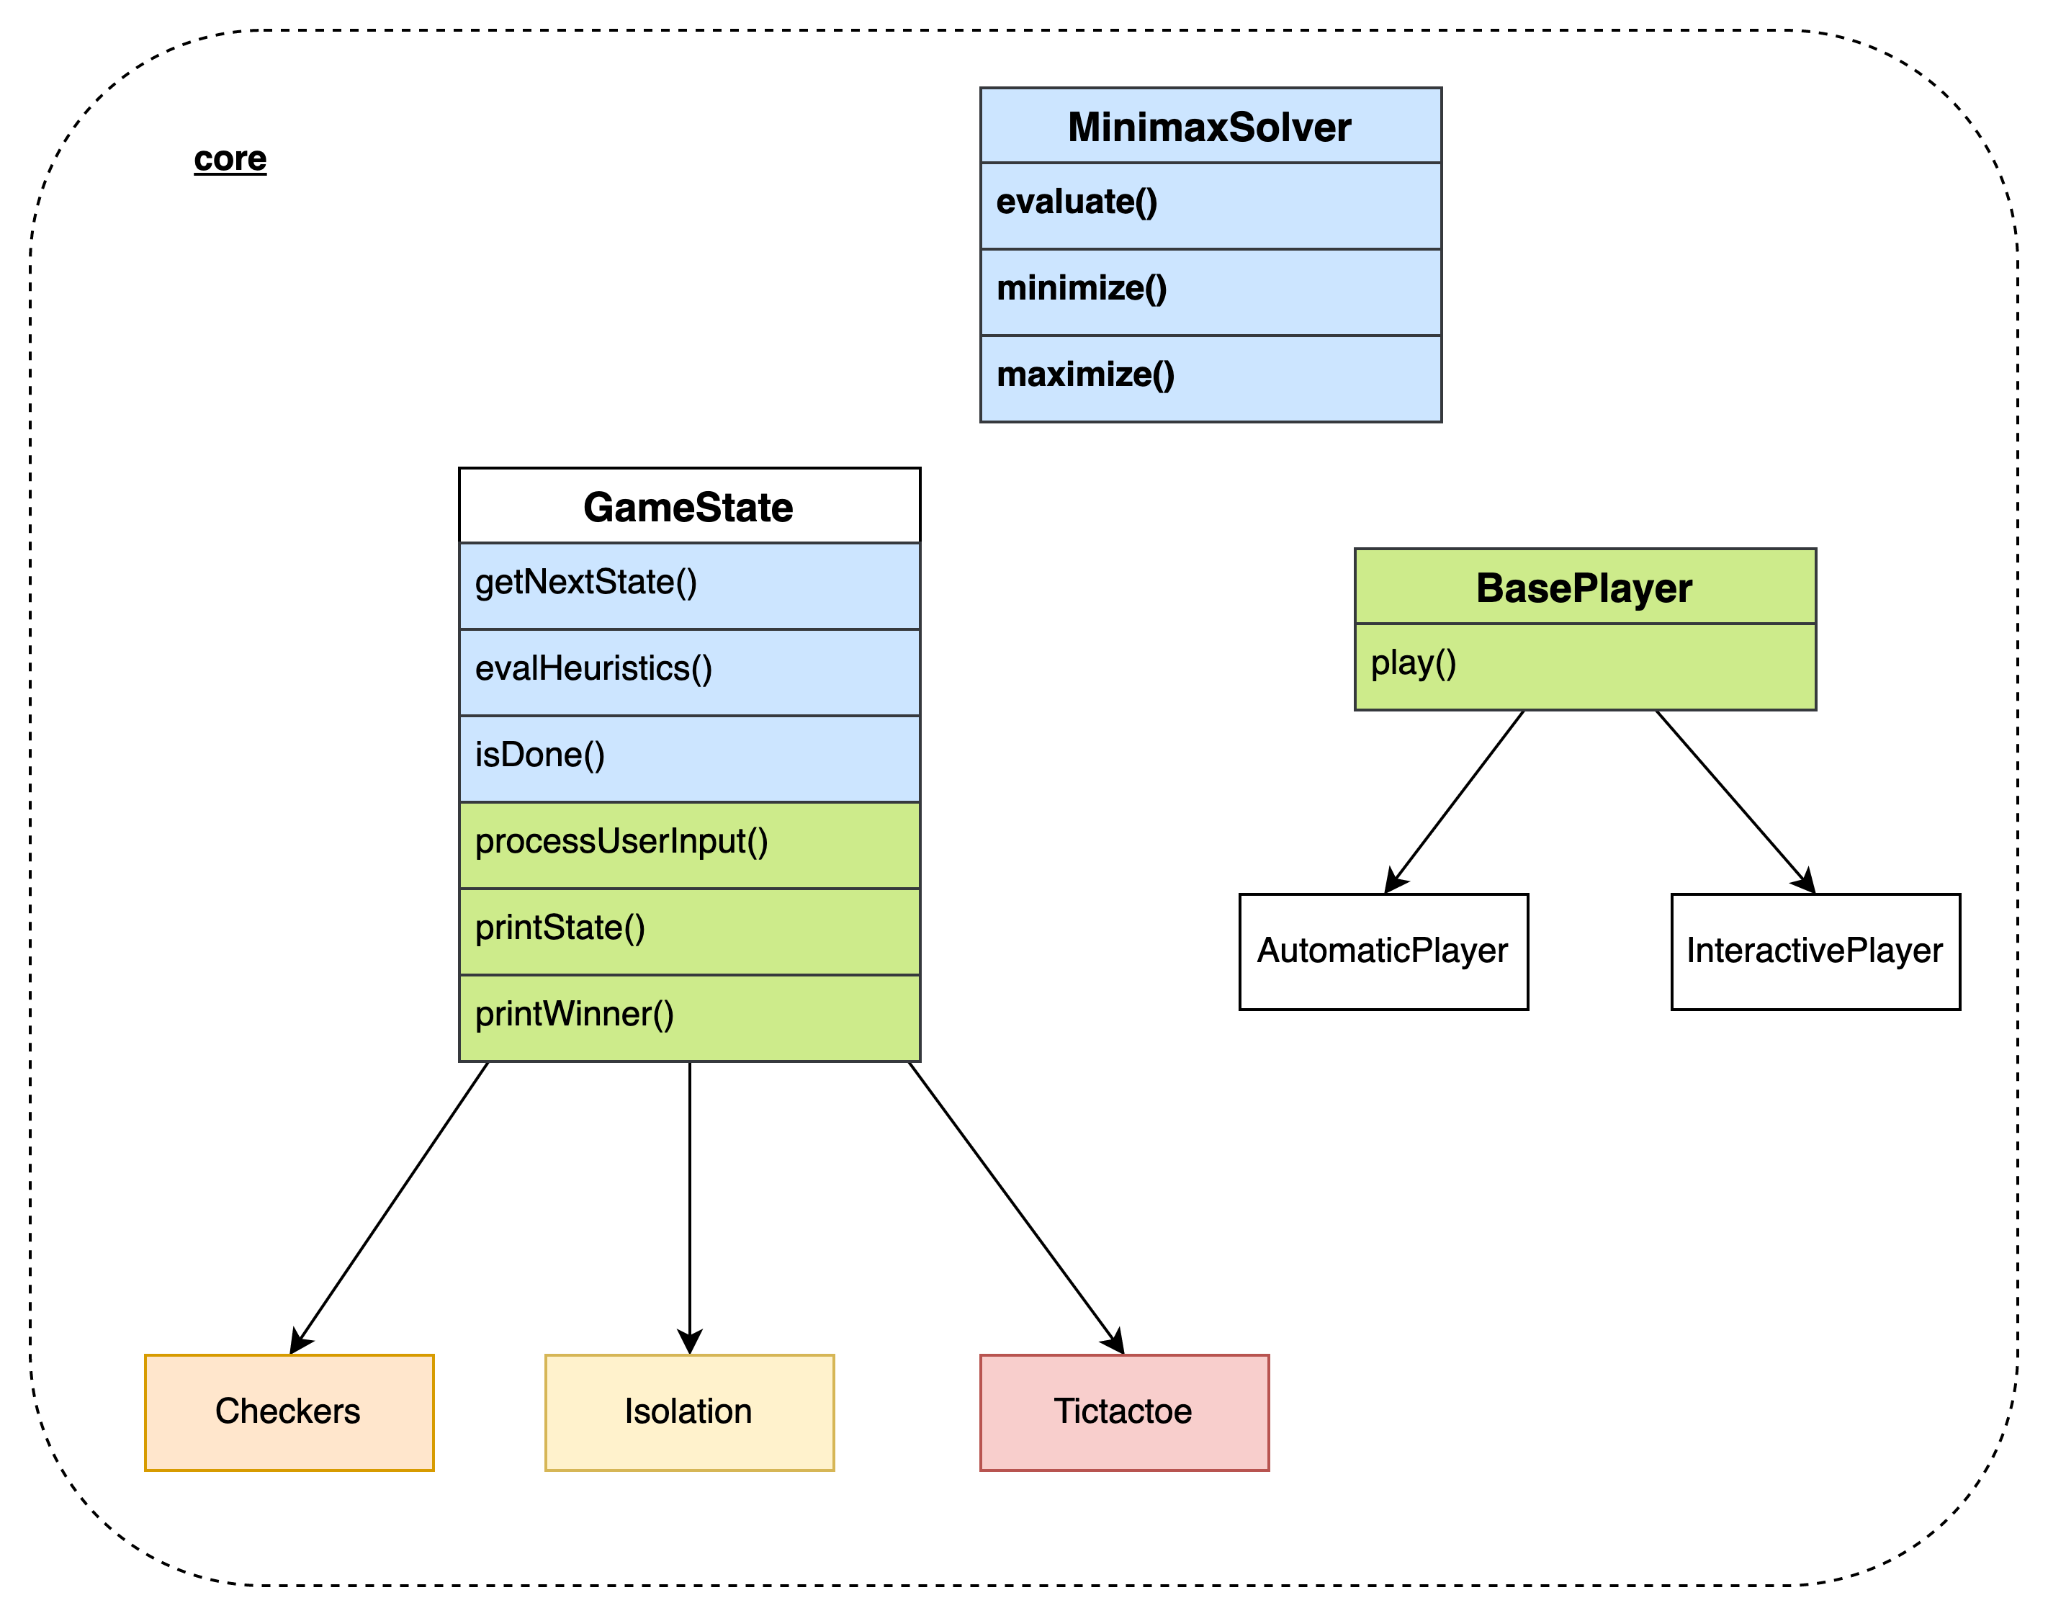 core
MinimaxSolver
evaluate()
minimize()
maximize()
GameState
getNextState()
evalHeuristics()
isDone()
processUserInput()
printState()
printWinner()
BasePlayer
play()
AutomaticPlayer
InteractivePlayer
Checkers
Isolation
Tictactoe